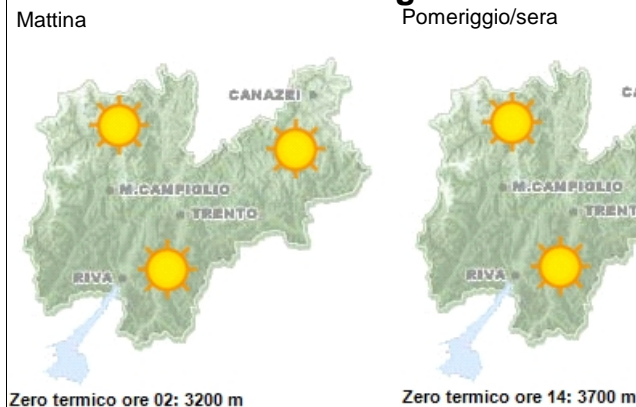 Mattina
Pomeriggio/sera
CANAZEI
M.CAMPIGLIO
TRENTO
RIVA
Zero termico ore 02: 3200 m
M.CAMPIGLIO
RIVA
Zero termico ore 14: 3700 m